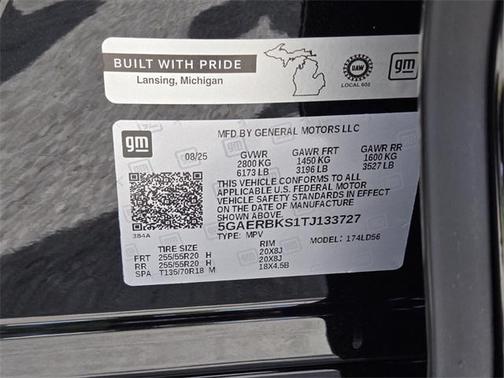 BUILT WITH PRIDE
Lansing, Michigan
UAW
LOCAL 602
gm
gm
MFD BY GENERAL MOTORS LLC
08/25 GVWR GAWR FRT GAWR RR
2800 KG 1450 KG 1600 KG
6173 LB 3196 LB 3527 LB
THIS VEHICLE CONFORMS TO ALL
APPLICABLE U.S. FEDERAL MOTOR
VEHICLE SAFETY STANDARDS IN EFFECT
ON THE DATE OF MANUFACTURE
SHOWN ABOVE.
5GAERBKS1TJ133727
TYPE: MPV MODEL: 174LD56
384A
TIRE SIZE RIM
FRT 255/55R20 H 20X8J
RR 255/55R20 H 20X8J
SPA T135/70R18 M 18X4.5B